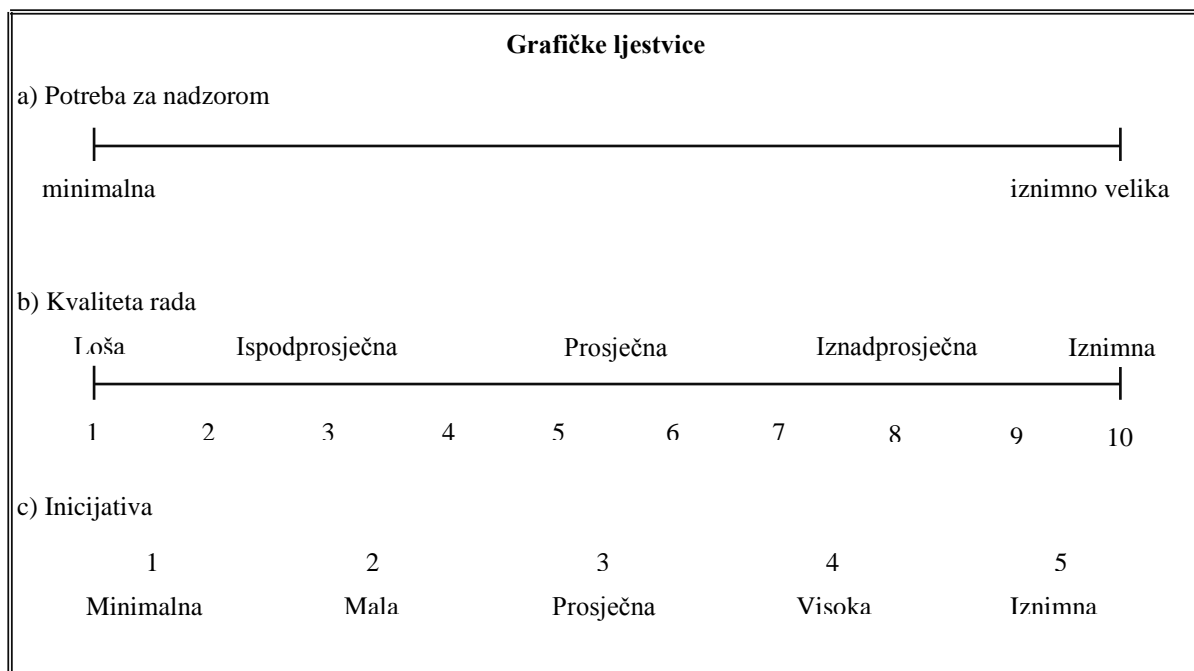 Grafičke ljestvice
a) Potreba za nadzorom
minimalna iznimno velika
b) Kvaliteta rada
Loša Ispodprosječna Prosječna Iznadprosječna Iznimna
1 2 3 4 5 6 7 8 9 10
c) Inicijativa
1 2 3 4 5
Minimalna Mala Prosječna Visoka Iznimna